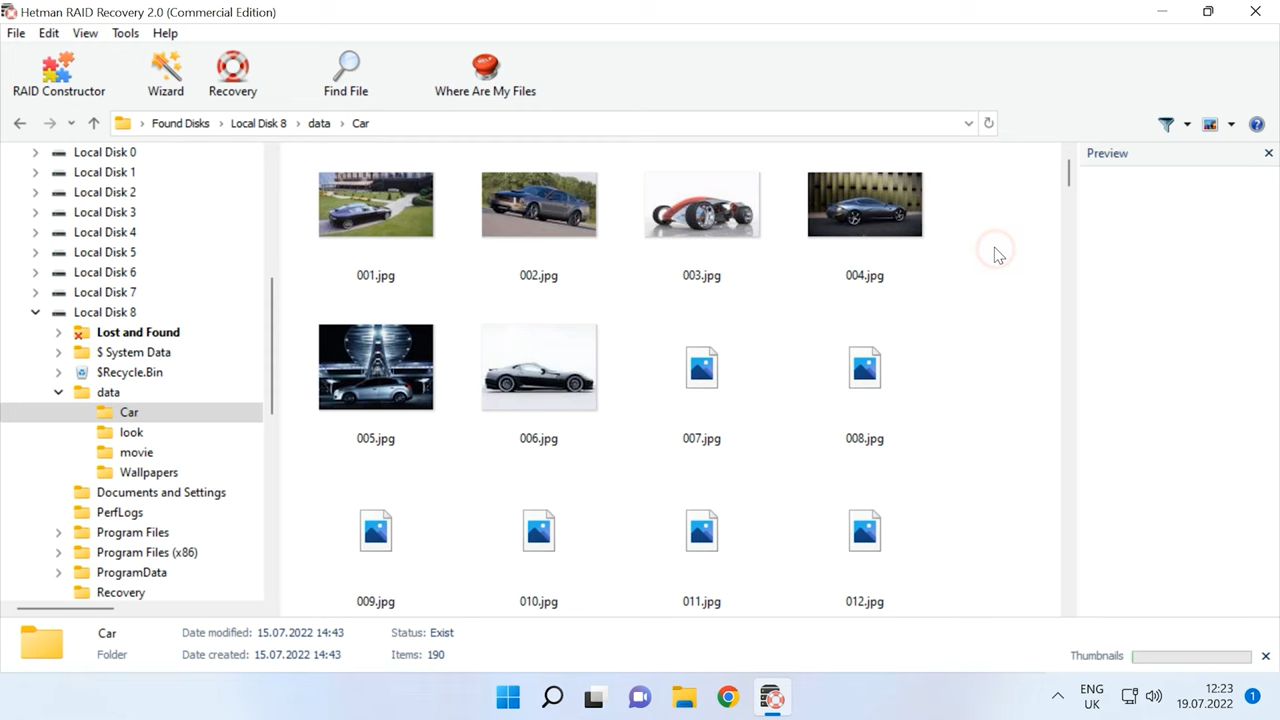 Hetman RAID Recovery 2.0 (Commercial Edition)
File Edit View Tools Help
RAID Constructor Wizard Recovery Find File Where Are My Files
Found Disks Local Disk 8 data Car
Local Disk 0
Local Disk 1
Local Disk 2
Local Disk 3
Local Disk 4
Local Disk 5
Local Disk 6
Local Disk 7
Local Disk 8
Lost and Found
$ System Data
$Recycle.Bin
data
Car
look
movie
Wallpapers
Documents and Settings
PerfLogs
Program Files
Program Files (x86)
ProgramData
Recovery
001.jpg 002.jpg 003.jpg 004.jpg
005.jpg 006.jpg 007.jpg 008.jpg
009.jpg 010.jpg 011.jpg 012.jpg
Preview
Car Date modified: 15.07.2022 14:43 Status: Exist
Folder Date created: 15.07.2022 14:43 Items: 190
Thumbnails
ENG 12:23
UK 19.07.2022 1